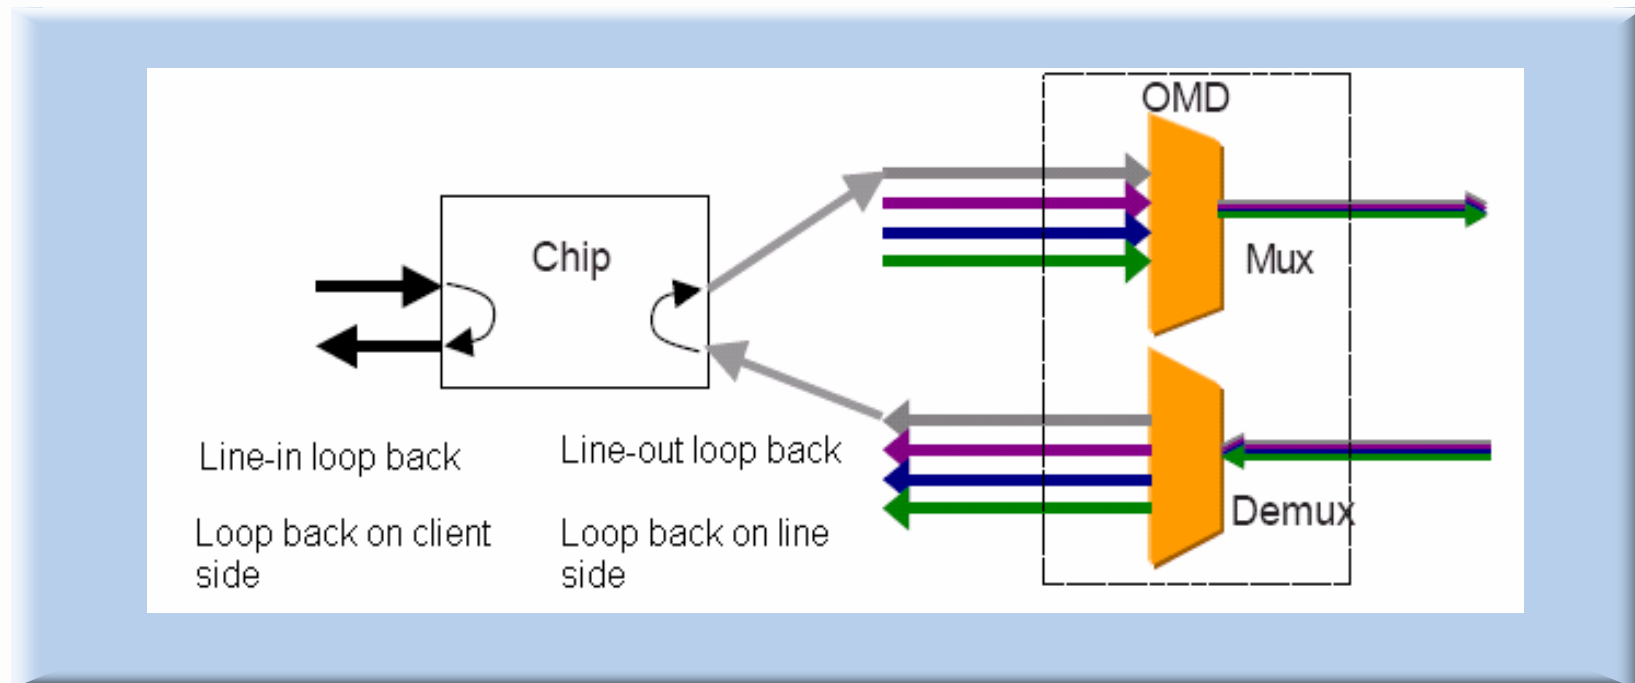 OMD
Chip
Mux
Line-in loop back
Line-out loop back
Demux
Loop back on client
side
Loop back on line
side